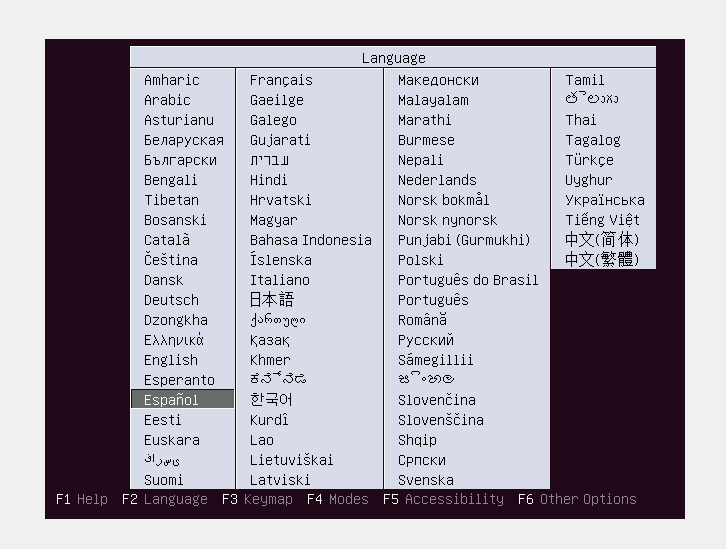 Language
Amharic
Arabic
Asturianu
Беларуская
Български
Bengali
Tibetan
Bosanski
Català
Čeština
Dansk
Deutsch
Dzongkha
Ελληνικά
English
Esperanto
Español
Eesti
Euskara
فارسی
Suomi
Français
Gaeilge
Galego
Gujarati
עברית
Hindi
Hrvatski
Magyar
Bahasa Indonesia
Íslenska
Italiano
日本語
ქართული
Қазақ
Khmer
ಕನ್ನಡ
한국어
Kurdî
Lao
Lietuviškai
Latviski
Македонски
Malayalam
Marathi
Burmese
Nepali
Nederlands
Norsk bokmål
Norsk nynorsk
Punjabi (Gurmukhi)
Polski
Português do Brasil
Português
Română
Русский
Sámegillii
සිංහල
Slovenčina
Slovenščina
Shqip
Српски
Svenska
Tamil
తెలుగు
Thai
Tagalog
Türkçe
Uyghur
Українська
Tiếng Việt
中文(简体)
中文(繁體)
F1 Help F2 Language F3 Keymap F4 Modes F5 Accessibility F6 Other Options